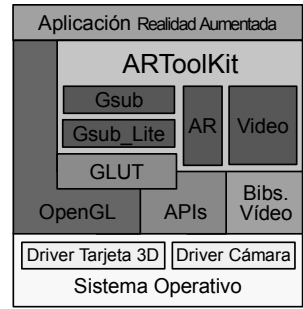 Aplicación Realidad Aumentada
ARToolKit
Gsub
Gsub_Lite
AR
Video
GLUT
OpenGL
APIs
Bibs.
Vídeo
Driver Tarjeta 3D
Driver Cámara
Sistema Operativo